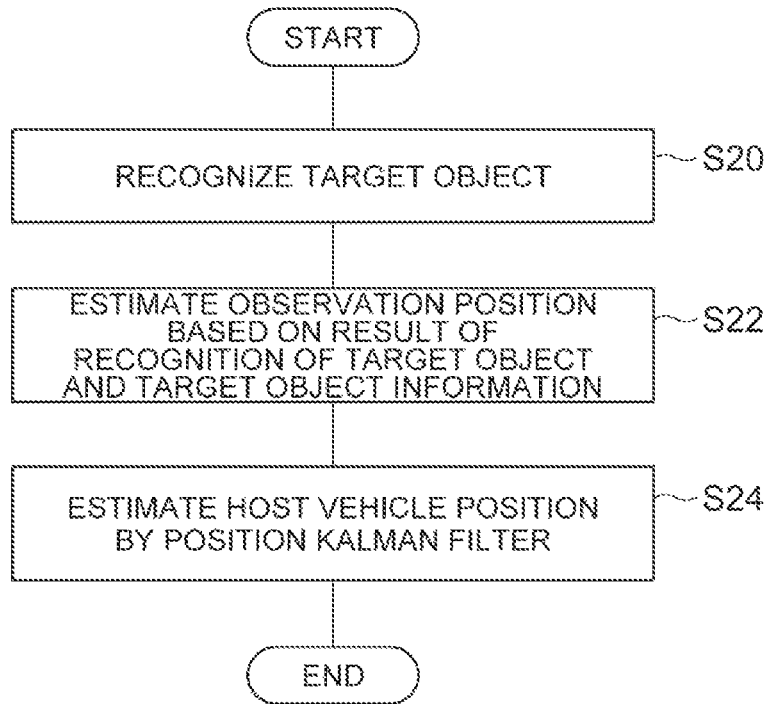 START
RECOGNIZE TARGET OBJECT
S20
ESTIMATE OBSERVATION POSITION
BASED ON RESULT OF
RECOGNITION OF TARGET OBJECT
AND TARGET OBJECT INFORMATION
S22
ESTIMATE HOST VEHICLE POSITION
BY POSITION KALMAN FILTER
S24
END